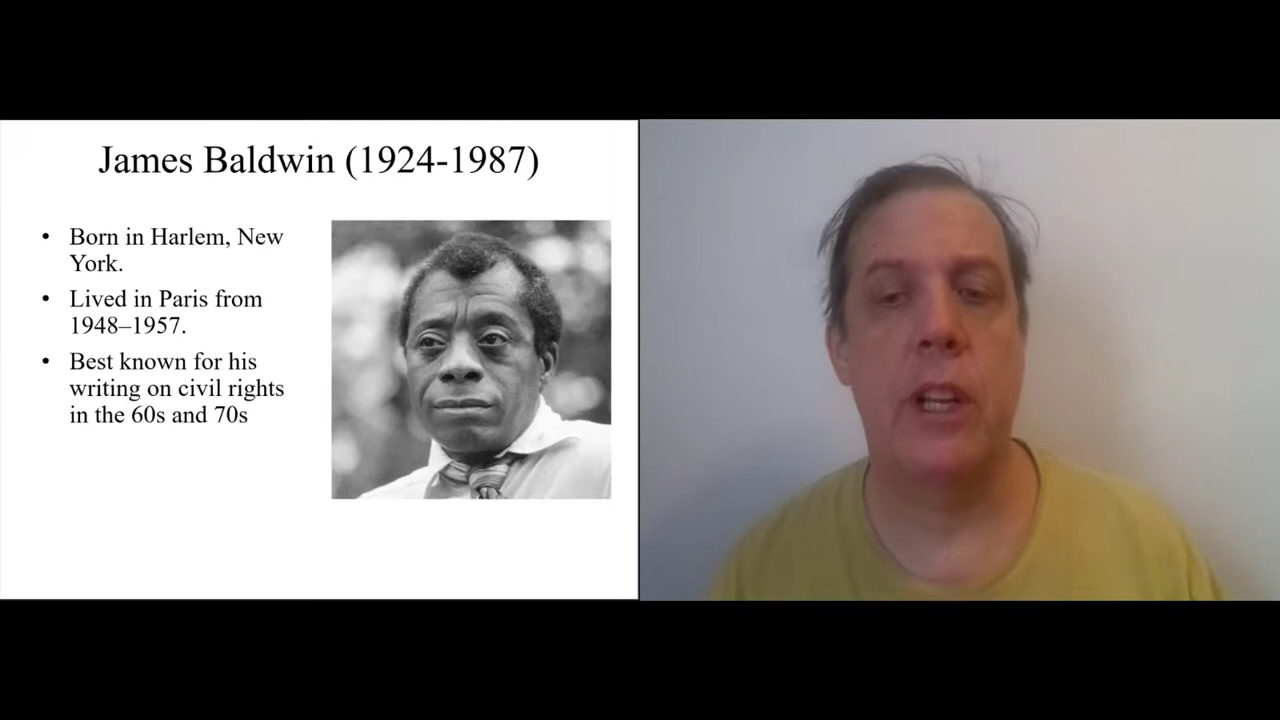 James Baldwin (1924-1987)
• Born in Harlem, New
York.
• Lived in Paris from
1948–1957.
• Best known for his
writing on civil rights
in the 60s and 70s